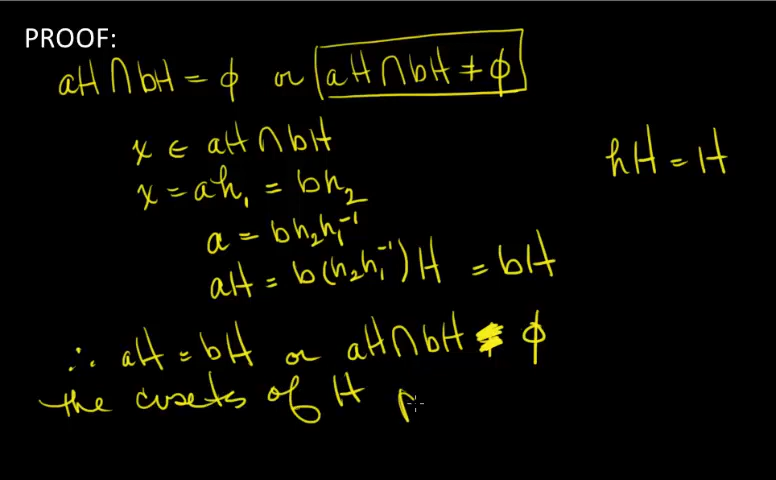 PROOF:
aH ∩ bH = ϕ or aH ∩ bH ≠ ϕ
x ∈ aH ∩ bH
hH = H
x = ah₁ = bh₂
a = bh₂h₁⁻¹
aH = b(h₂h₁⁻¹)H = bH
∴ aH = bH or aH ∩ bH = ϕ
the cosets of H